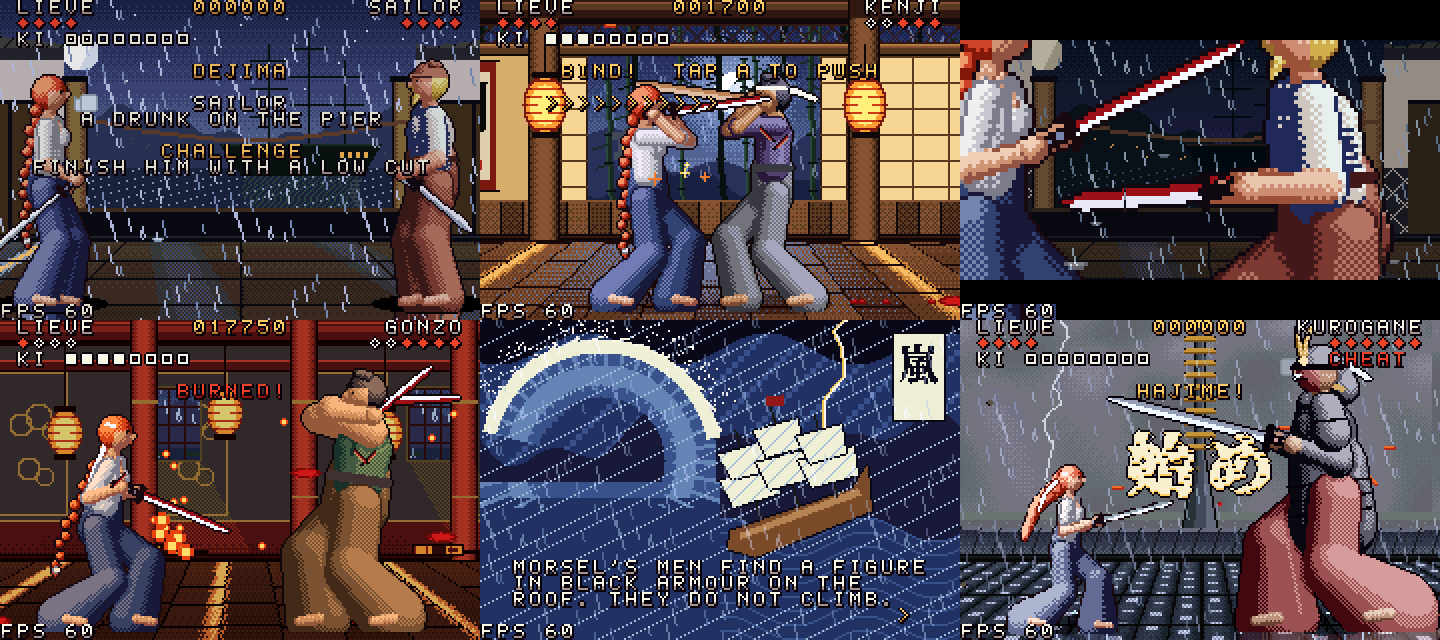 LIEVE 000000 SAILOR
KI
DEJIMA
SAILOR
A DRUNK ON THE PIER
CHALLENGE
FINISH HIM WITH A LOW CUT
FPS 60
LIEVE 001700 KENJI
KI
BIND! TAP A TO PUSH
FPS 60
FPS 60
LIEVE 017750 GONZO
KI
BURNED!
FPS 60
嵐
MORSEL'S MEN FIND A FIGURE
IN BLACK ARMOUR ON THE
ROOF. THEY DO NOT CLIMB.
FPS 60
LIEVE 000000 KUROGANE
KI
CHEAT
HAJIME!
始め
FPS 60